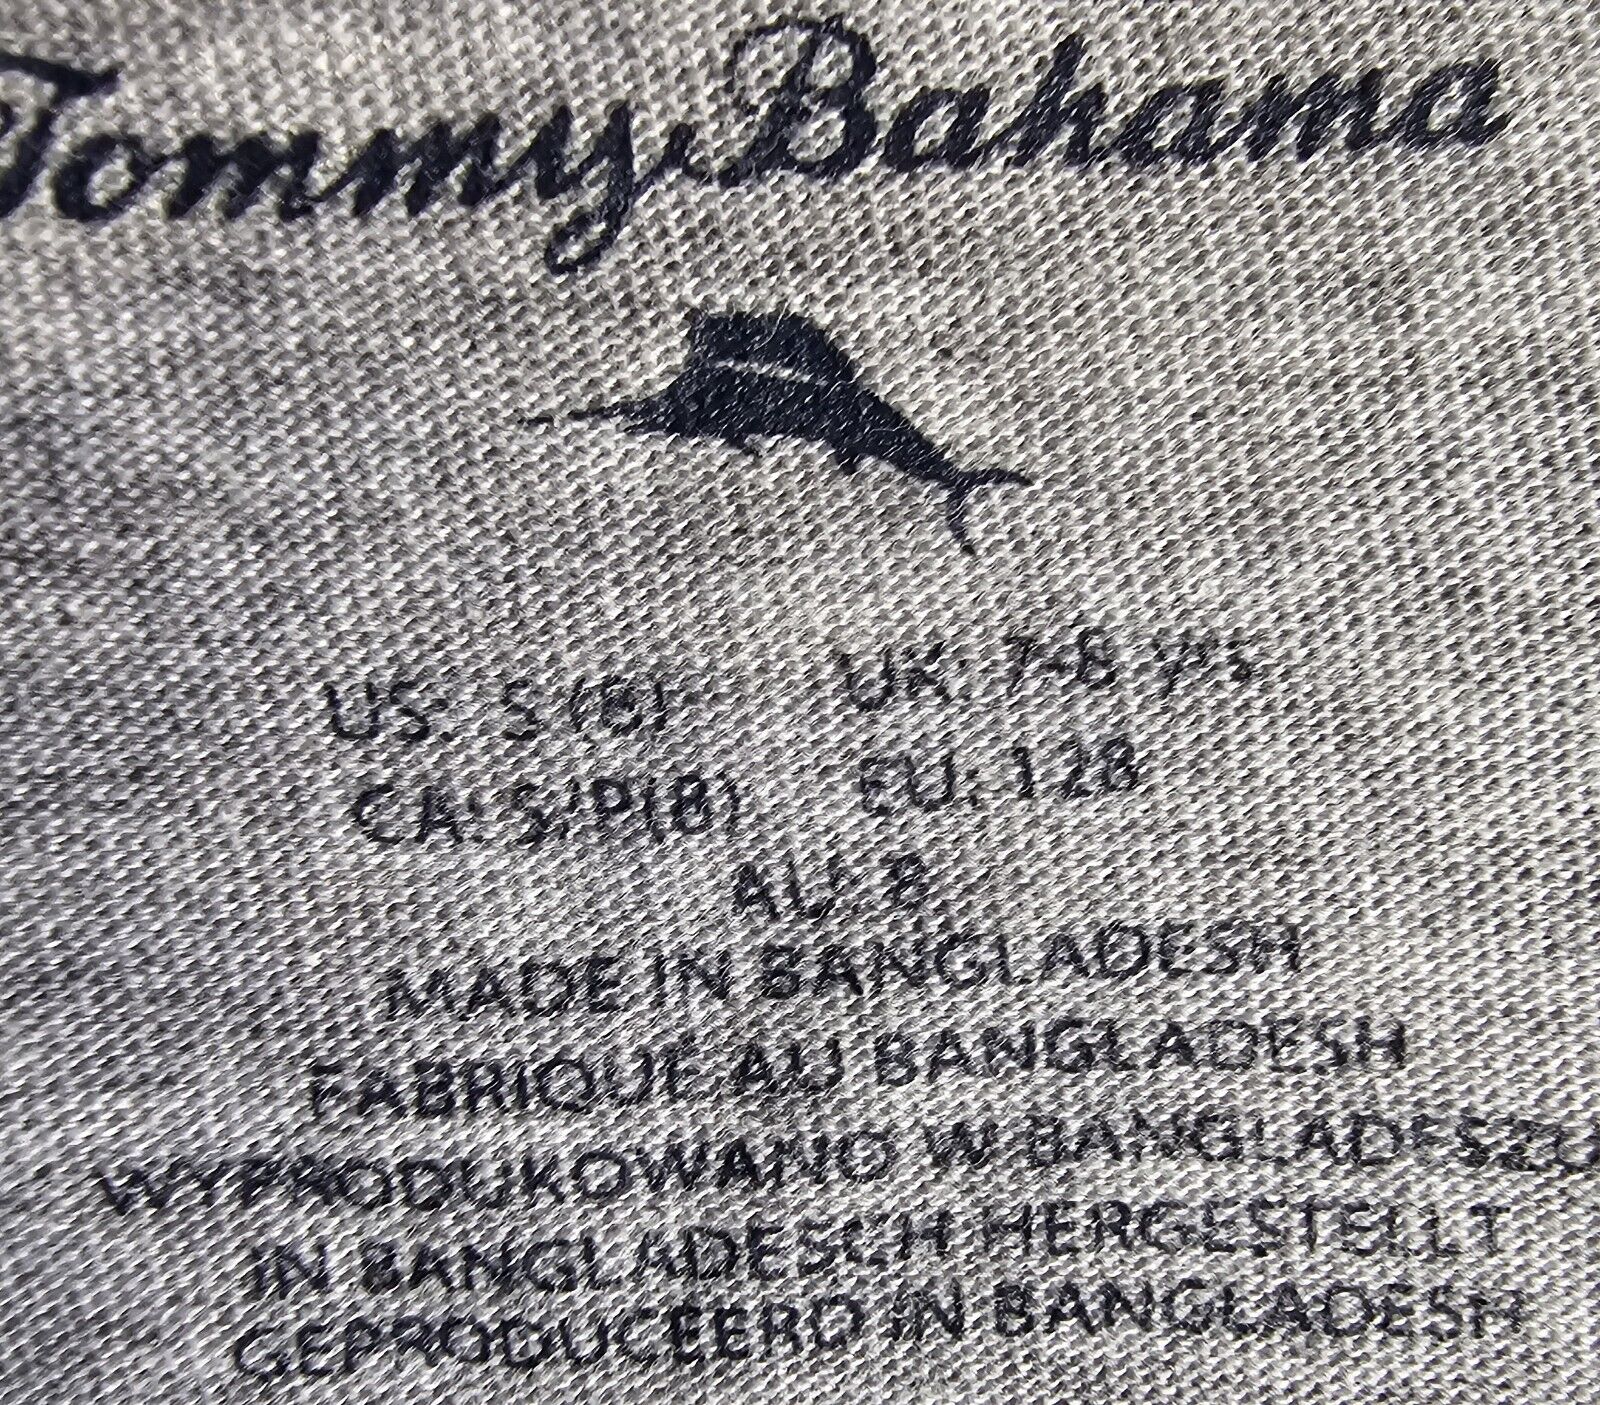 Tommy Bahama
US: S (8) UK: 7-8 yrs
CA: S/P(8) EU: 128
AU: 8
MADE IN BANGLADESH
FABRIQUE AU BANGLADESH
WYPRODUKOWANO W BANGLADESZU
IN BANGLADESCH HERGESTELLT
GEPRODUCEERD IN BANGLADESH